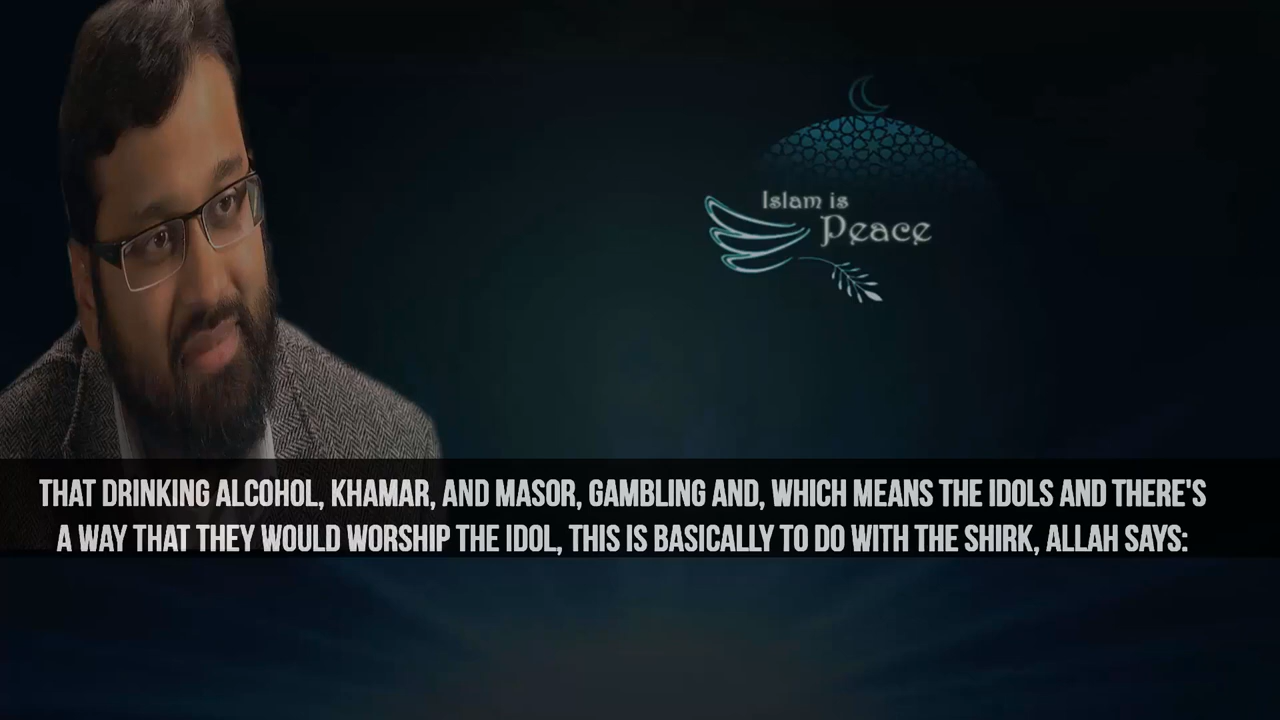 Islam is
Peace
THAT DRINKING ALCOHOL, KHAMAR, AND MASOR, GAMBLING AND, WHICH MEANS THE IDOLS AND THERE'S
A WAY THAT THEY WOULD WORSHIP THE IDOL, THIS IS BASICALLY TO DO WITH THE SHIRK, ALLAH SAYS: